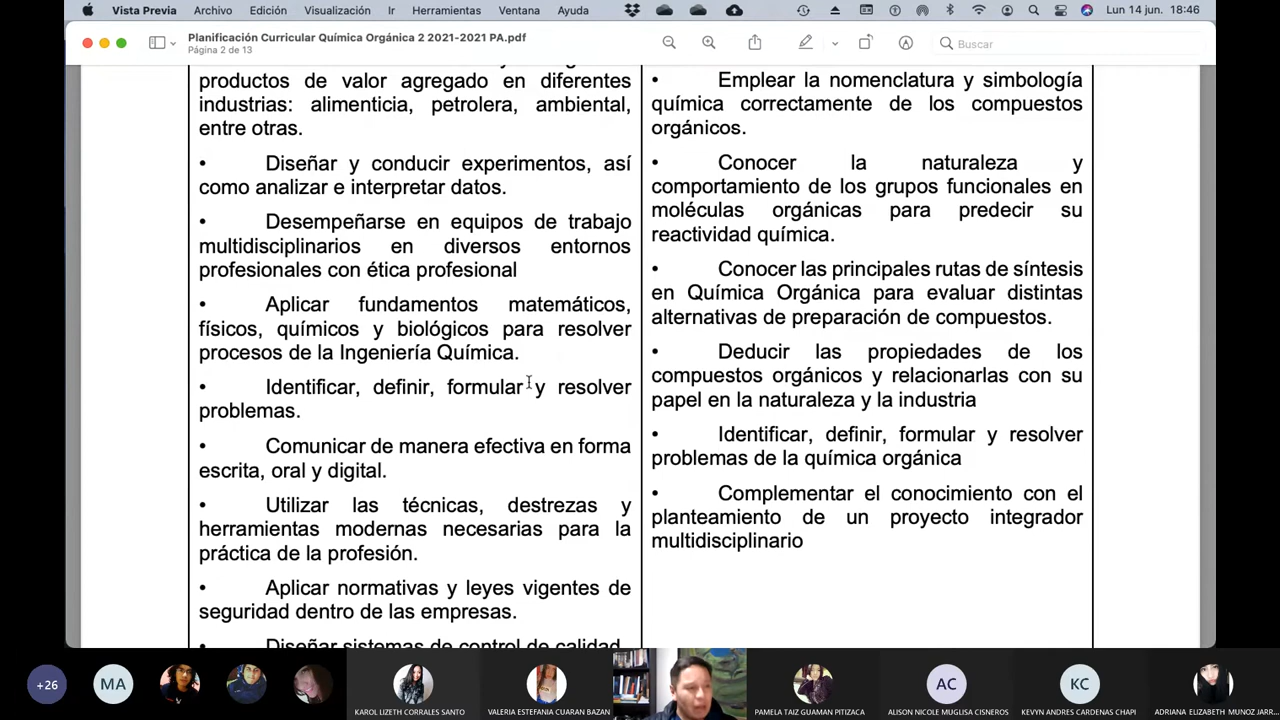 Vista Previa Archivo Edición Visualización Ir Herramientas Ventana Ayuda Lun 14 jun. 18:46
Planificación Curricular Química Orgánica 2 2021-2021 PA.pdf
Página 2 de 13
Buscar
productos de valor agregado en diferentes
industrias: alimenticia, petrolera, ambiental,
entre otras.
• Diseñar y conducir experimentos, así
como analizar e interpretar datos.
• Desempeñarse en equipos de trabajo
multidisciplinarios en diversos entornos
profesionales con ética profesional
• Aplicar fundamentos matemáticos,
físicos, químicos y biológicos para resolver
procesos de la Ingeniería Química.
• Identificar, definir, formular y resolver
problemas.
• Comunicar de manera efectiva en forma
escrita, oral y digital.
• Utilizar las técnicas, destrezas y
herramientas modernas necesarias para la
práctica de la profesión.
• Aplicar normativas y leyes vigentes de
seguridad dentro de las empresas.
• Diseñar sistemas de control de calidad
• Emplear la nomenclatura y simbología
química correctamente de los compuestos
orgánicos.
• Conocer la naturaleza y
comportamiento de los grupos funcionales en
moléculas orgánicas para predecir su
reactividad química.
• Conocer las principales rutas de síntesis
en Química Orgánica para evaluar distintas
alternativas de preparación de compuestos.
• Deducir las propiedades de los
compuestos orgánicos y relacionarlas con su
papel en la naturaleza y la industria
• Identificar, definir, formular y resolver
problemas de la química orgánica
• Complementar el conocimiento con el
planteamiento de un proyecto integrador
multidisciplinario
+26
MA
AC
KC
KAROL LIZETH CORRALES SANTO
VALERIA ESTEFANIA CUARAN BAZAN
PAMELA TAIZ GUAMAN PITIZACA
ALISON NICOLE MUGLISA CISNEROS
KEVYN ANDRES CARDENAS CHAPI
ADRIANA ELIZABETH MUNOZ JARR...